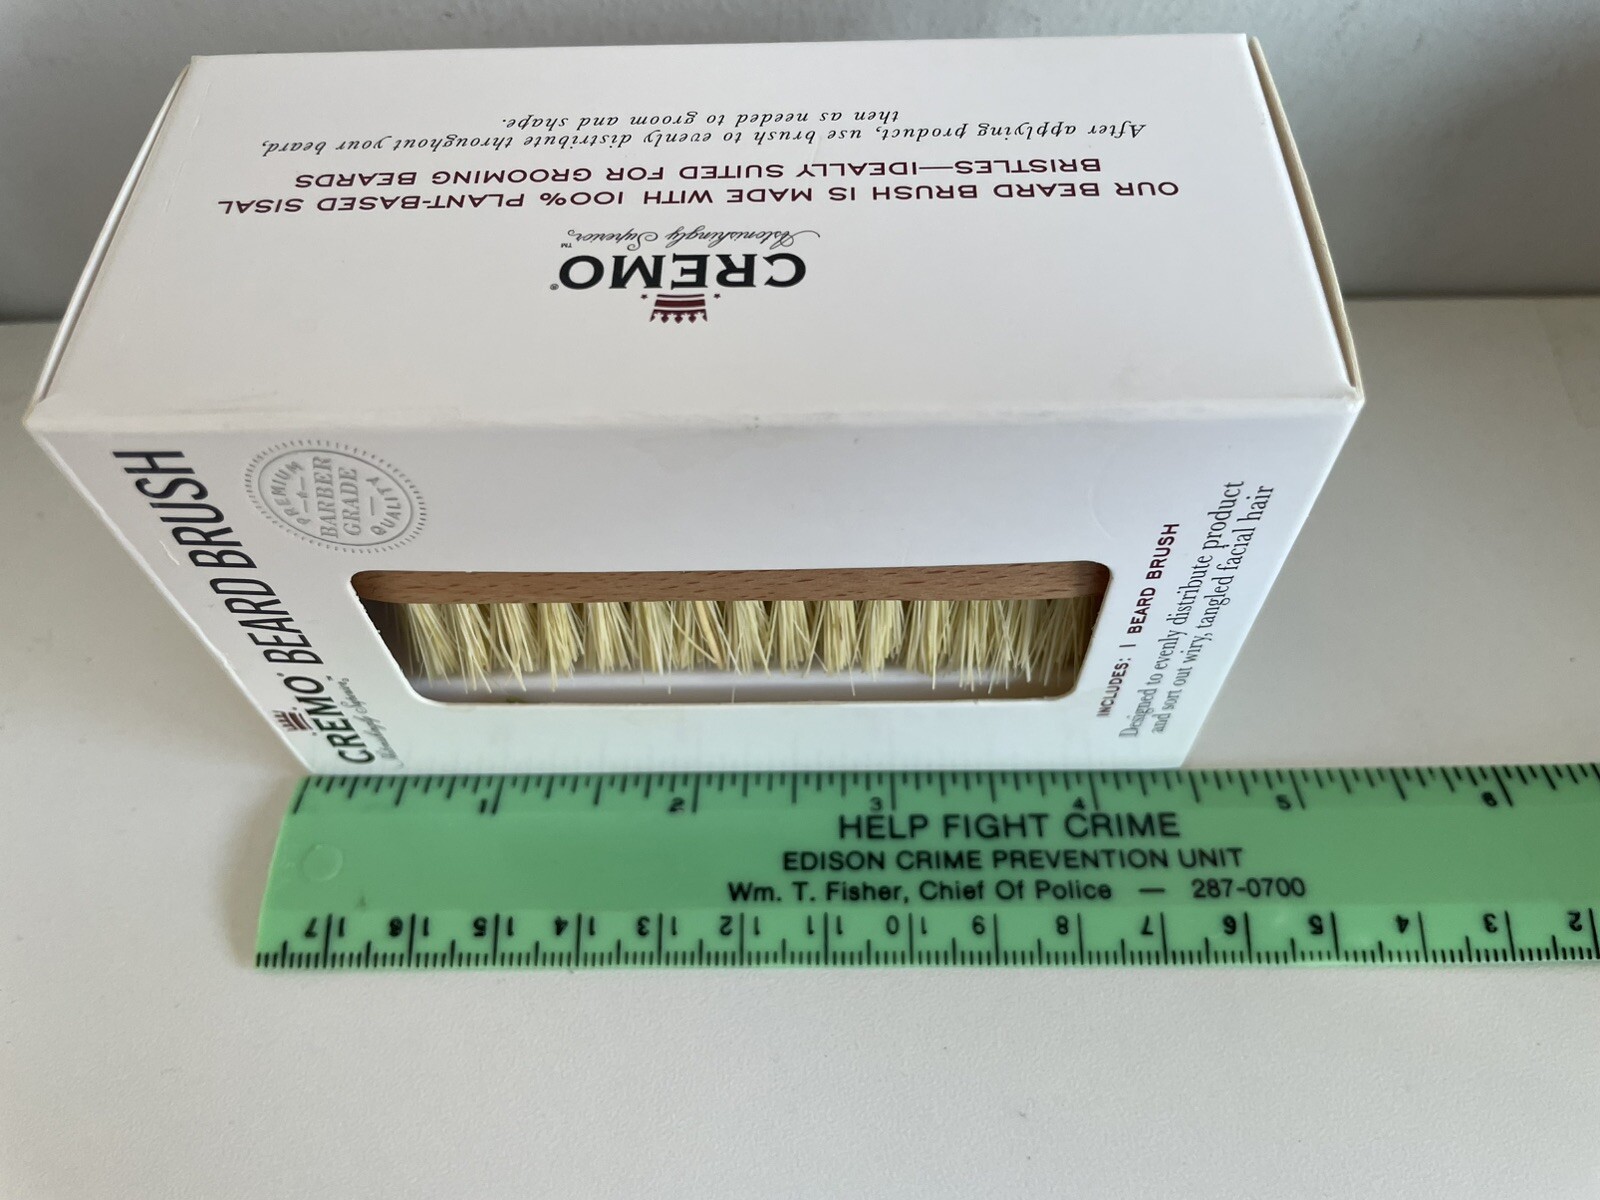 CREMO®
Astonishingly Superior™
OUR BEARD BRUSH IS MADE WITH 100% PLANT-BASED SISAL
BRISTLES—IDEALLY SUITED FOR GROOMING BEARDS
After applying product, use brush to evenly distribute throughout your beard,
then as needed to groom and shape.
CREMO® BEARD BRUSH
Astonishingly Superior™
PREMIUM
BARBER
GRADE
QUALITY
INCLUDES: 1 BEARD BRUSH
Designed to evenly distribute product
and sort out wiry, tangled facial hair
1 2 3 4 5 6
HELP FIGHT CRIME
EDISON CRIME PREVENTION UNIT
Wm. T. Fisher, Chief Of Police — 287-0700
2 3 4 5 6 7 8 9 10 11 12 13 14 15 16 17